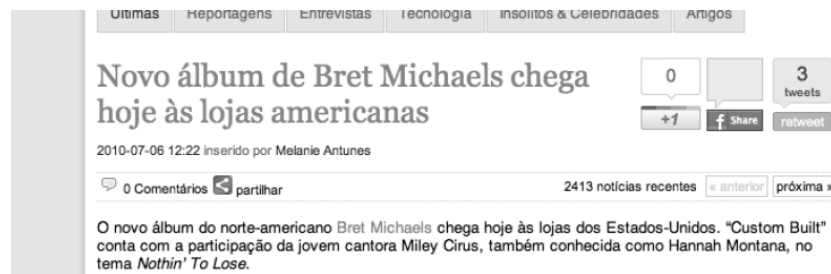 Últimas Reportagens Entrevistas Tecnologia Insólitos & Celebridades Artigos
Novo álbum de Bret Michaels chega
hoje às lojas americanas
0
3
tweets
+1
Share
retweet
2010-07-06 12:22 inserido por Melanie Antunes
0 Comentários partilhar
2413 notícias recentes « anterior próxima »
O novo álbum do norte-americano Bret Michaels chega hoje às lojas dos Estados-Unidos. “Custom Built”
conta com a participação da jovem cantora Miley Cirus, também conhecida como Hannah Montana, no
tema Nothin' To Lose.